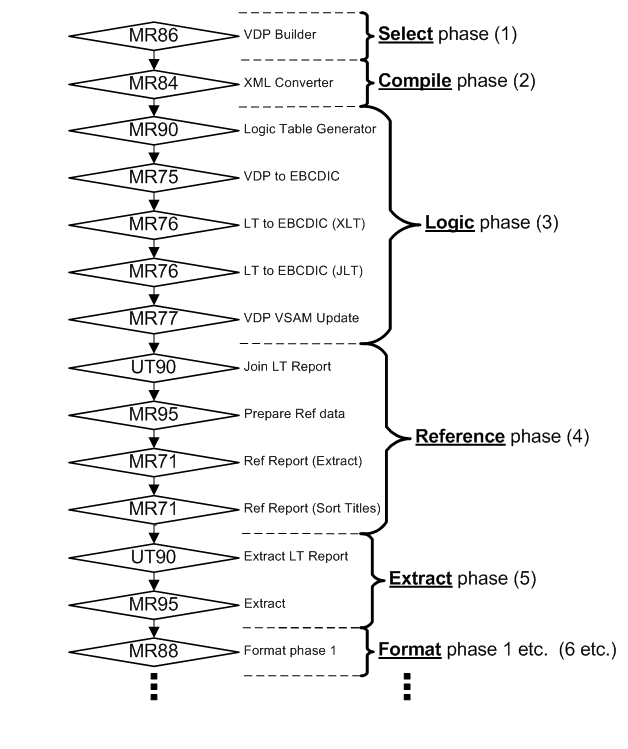 MR86 VDP Builder Select phase (1)
MR84 XML Converter Compile phase (2)
MR90 Logic Table Generator
MR75 VDP to EBCDIC
MR76 LT to EBCDIC (XLT) Logic phase (3)
MR76 LT to EBCDIC (JLT)
MR77 VDP VSAM Update
UT90 Join LT Report
MR95 Prepare Ref data Reference phase (4)
MR71 Ref Report (Extract)
MR71 Ref Report (Sort Titles)
UT90 Extract LT Report Extract phase (5)
MR95 Extract
MR88 Format phase 1 Format phase 1 etc. (6 etc.)